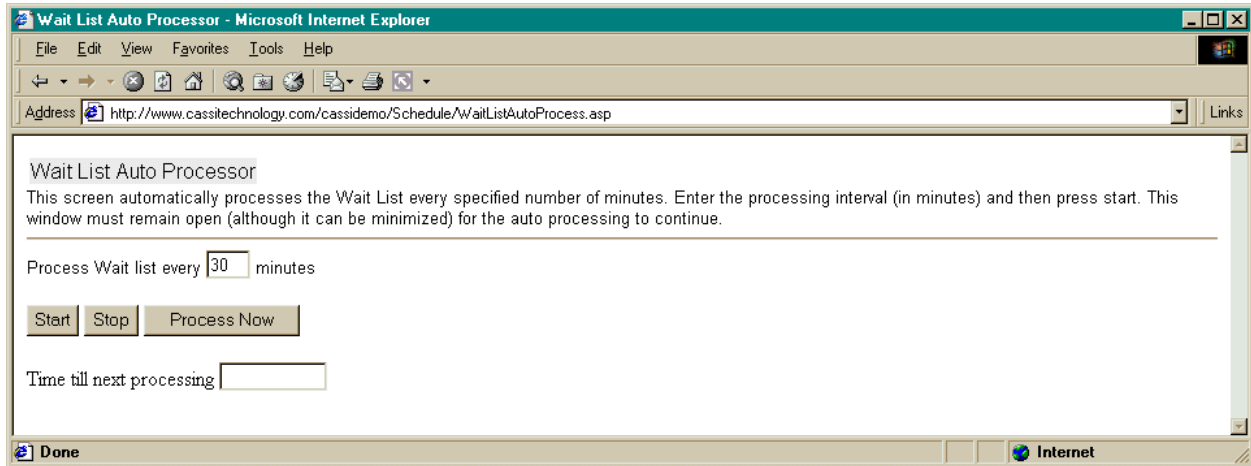 Wait List Auto Processor - Microsoft Internet Explorer
File Edit View Favorites Tools Help
Address http://www.cassitechnology.com/cassidemo/Schedule/WaitListAutoProcess.asp Links
Wait List Auto Processor
This screen automatically processes the Wait List every specified number of minutes. Enter the processing interval (in minutes) and then press start. This
window must remain open (although it can be minimized) for the auto processing to continue.
Process Wait list every 30 minutes
Start Stop Process Now
Time till next processing
Done Internet